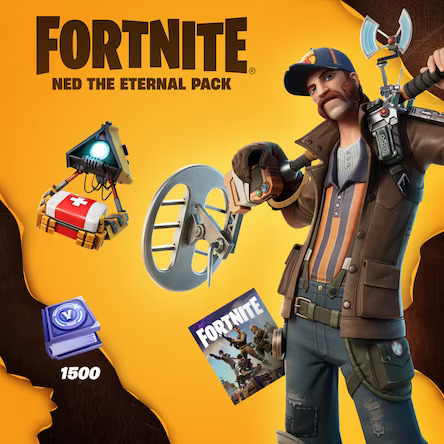 FORTNITE®
NED THE ETERNAL PACK
FORTNITE
V
1500